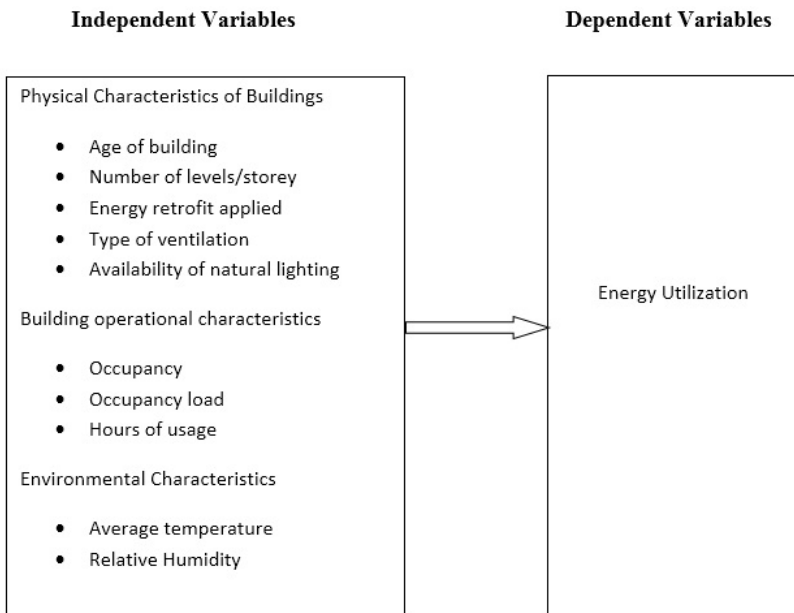 Independent Variables
Dependent Variables
Physical Characteristics of Buildings
• Age of building
• Number of levels/storey
• Energy retrofit applied
• Type of ventilation
• Availability of natural lighting
Building operational characteristics
• Occupancy
• Occupancy load
• Hours of usage
Environmental Characteristics
• Average temperature
• Relative Humidity
Energy Utilization